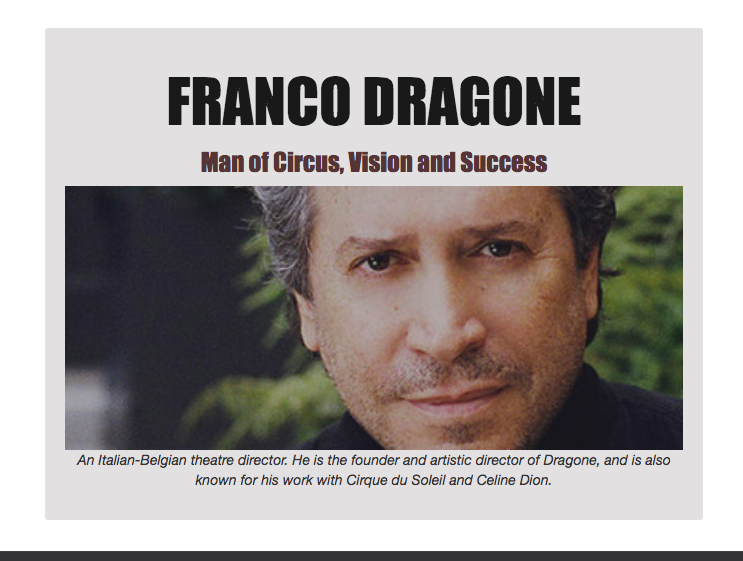 FRANCO DRAGONE
Man of Circus, Vision and Success
An Italian-Belgian theatre director. He is the founder and artistic director of Dragone, and is also
known for his work with Cirque du Soleil and Celine Dion.